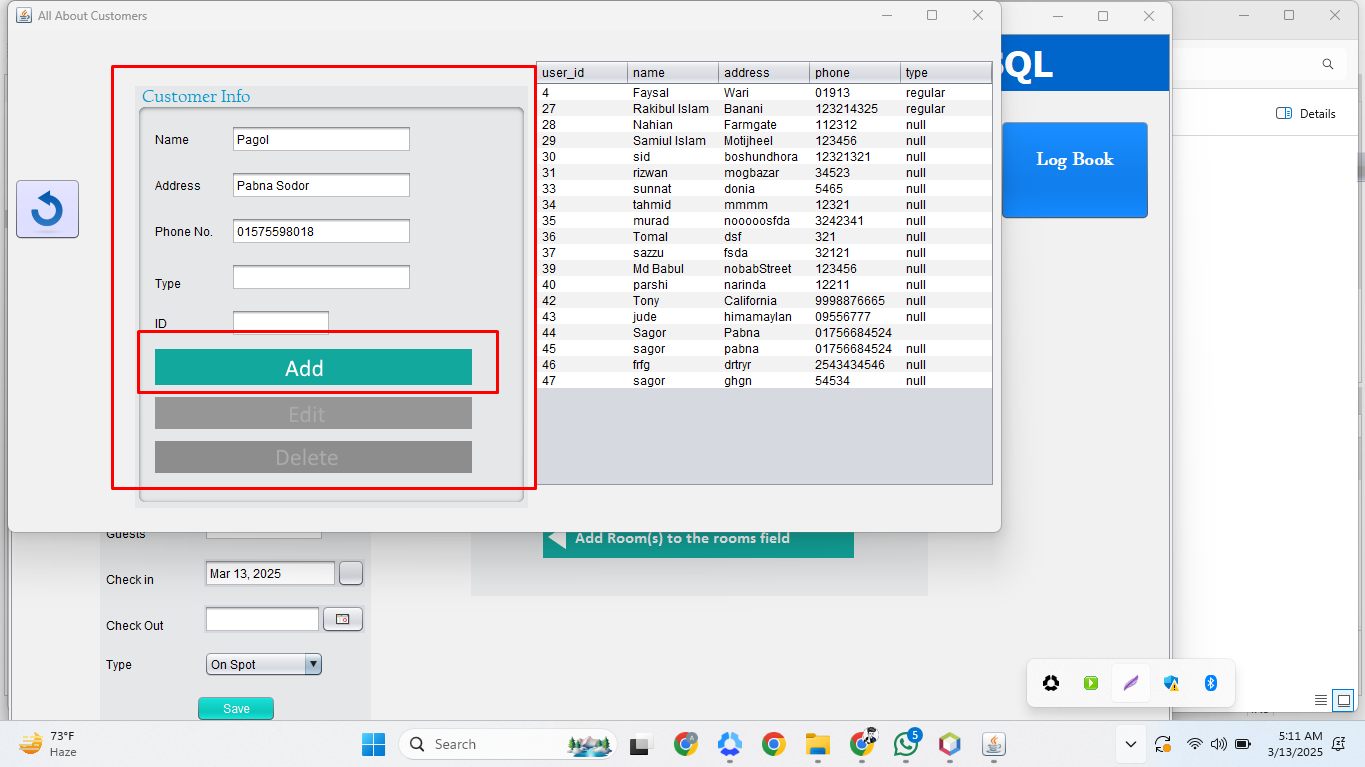 All About Customers
SQL
Details
Log Book
Customer Info
Name Pagol
Address Pabna Sodor
Phone No. 01575598018
Type
ID
Add
Edit
Delete
user_id name address phone type
4 Faysal Wari 01913 regular
27 Rakibul Islam Banani 123214325 regular
28 Nahian Farmgate 112312 null
29 Samiul Islam Motijheel 123456 null
30 sid boshundhora 12321321 null
31 rizwan mogbazar 34523 null
33 sunnat donia 5465 null
34 tahmid mmmm 12321 null
35 murad nooooosfda 3242341 null
36 Tomal dsf 321 null
37 sazzu fsda 32121 null
39 Md Babul nobabStreet 123456 null
40 parshi narinda 12211 null
42 Tony California 9998876665 null
43 jude himamaylan 09556777 null
44 Sagor Pabna 01756684524
45 sagor pabna 01756684524 null
46 frfg drtryr 2543434546 null
47 sagor ghgn 54534 null
Guests
Add Room(s) to the rooms field
Check in Mar 13, 2025
Check Out
Type On Spot
Save
73°F
Haze
Search
5
5:11 AM
3/13/2025